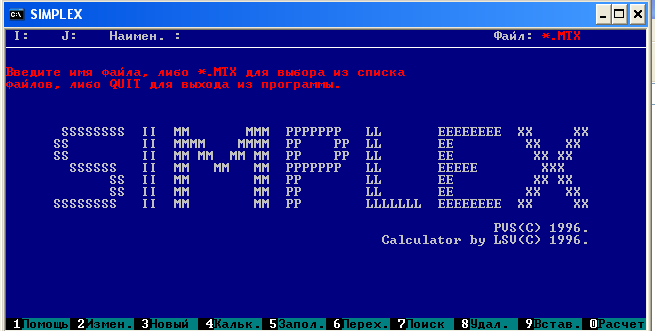 SIMPLEX
I: J: Наимен. : Файл: *.MTX
Введите имя файла, либо *.MTX для выбора из списка
файлов, либо QUIT для выхода из программы.
SSSSSSSS II MM MMM PPPPPPP LL EEEEEEEE XX XX
SS II MMMM MMMM PP PP LL EE XX XX
SS II MM MM MM MM PP PP LL EE XX XX
SSSSSS II MM MM MM PPPPPPP LL EEEEE XXX
SS II MM MM PP LL EE XX XX
SS II MM MM PP LL EE XX XX
SSSSSSSS II MM MM PP LLLLLLL EEEEEEEE XX XX
PVS(C) 1996.
Calculator by LSV(C) 1996.
1Помощь 2Измен. 3Новый 4Кальк. 5Запол. 6Перех. 7Поиск 8Удал. 9Встав. 0Расчет